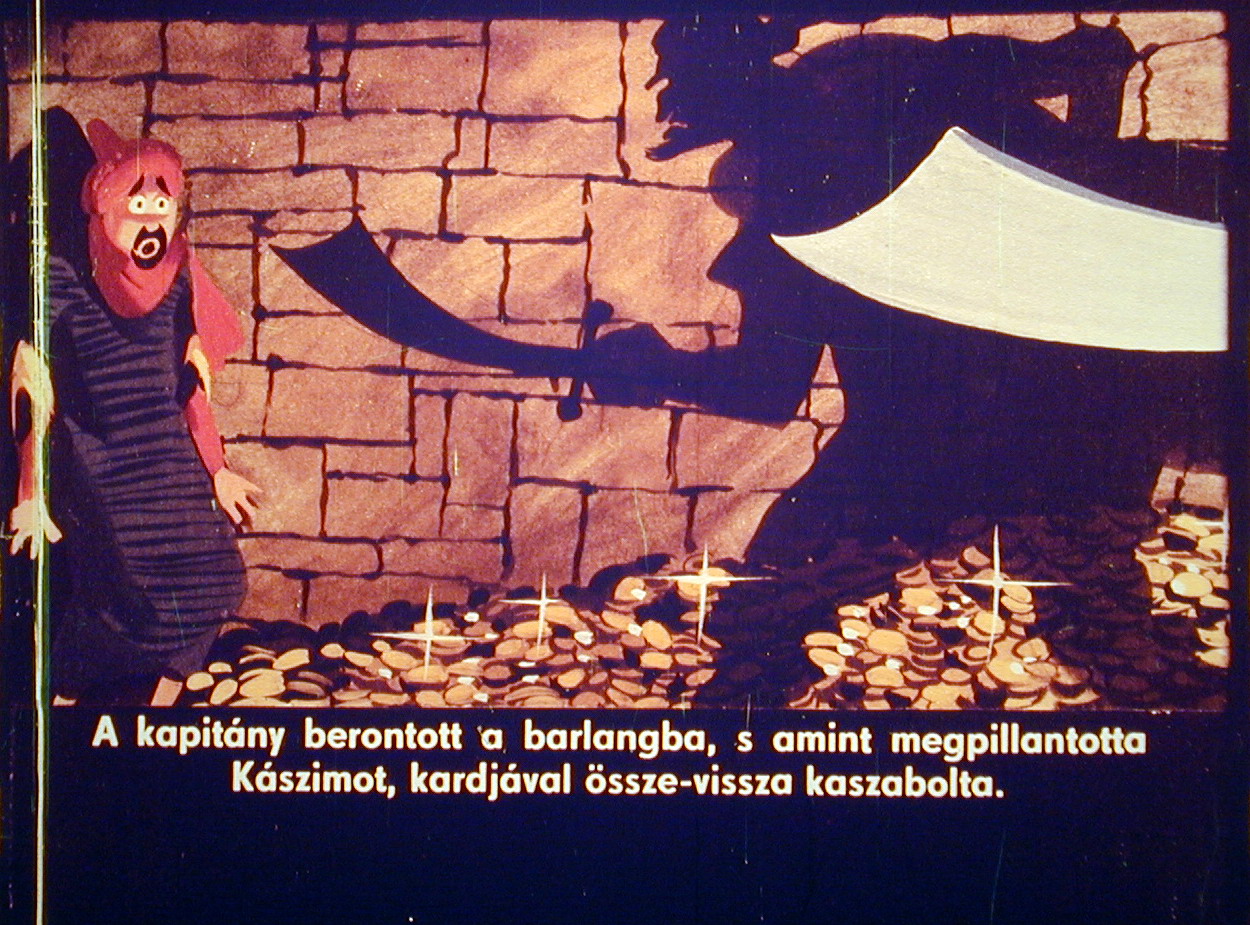 A kapitány berontott a barlangba, s amint megpillantotta
Kászimot, kardjával össze-vissza kaszabolta.